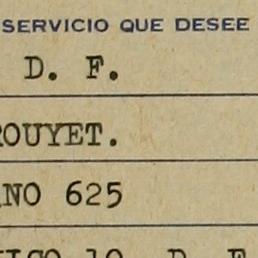 SERVICIO QUE DESEE
D. F.
ROUYET.
NO 625